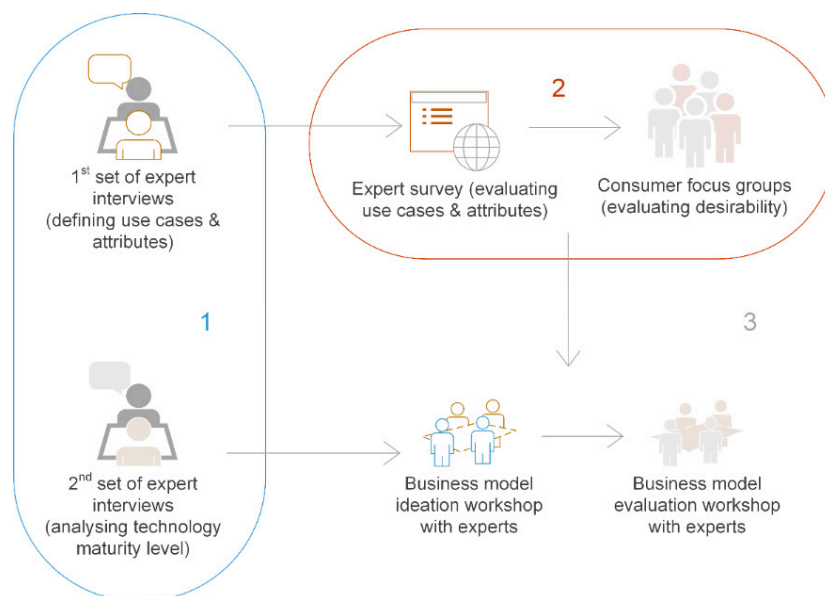 1st set of expert
interviews
(defining use cases &
attributes)
2
Expert survey (evaluating
use cases & attributes)
Consumer focus groups
(evaluating desirability)
1
3
2nd set of expert
interviews
(analysing technology
maturity level)
Business model
ideation workshop
with experts
Business model
evaluation workshop
with experts